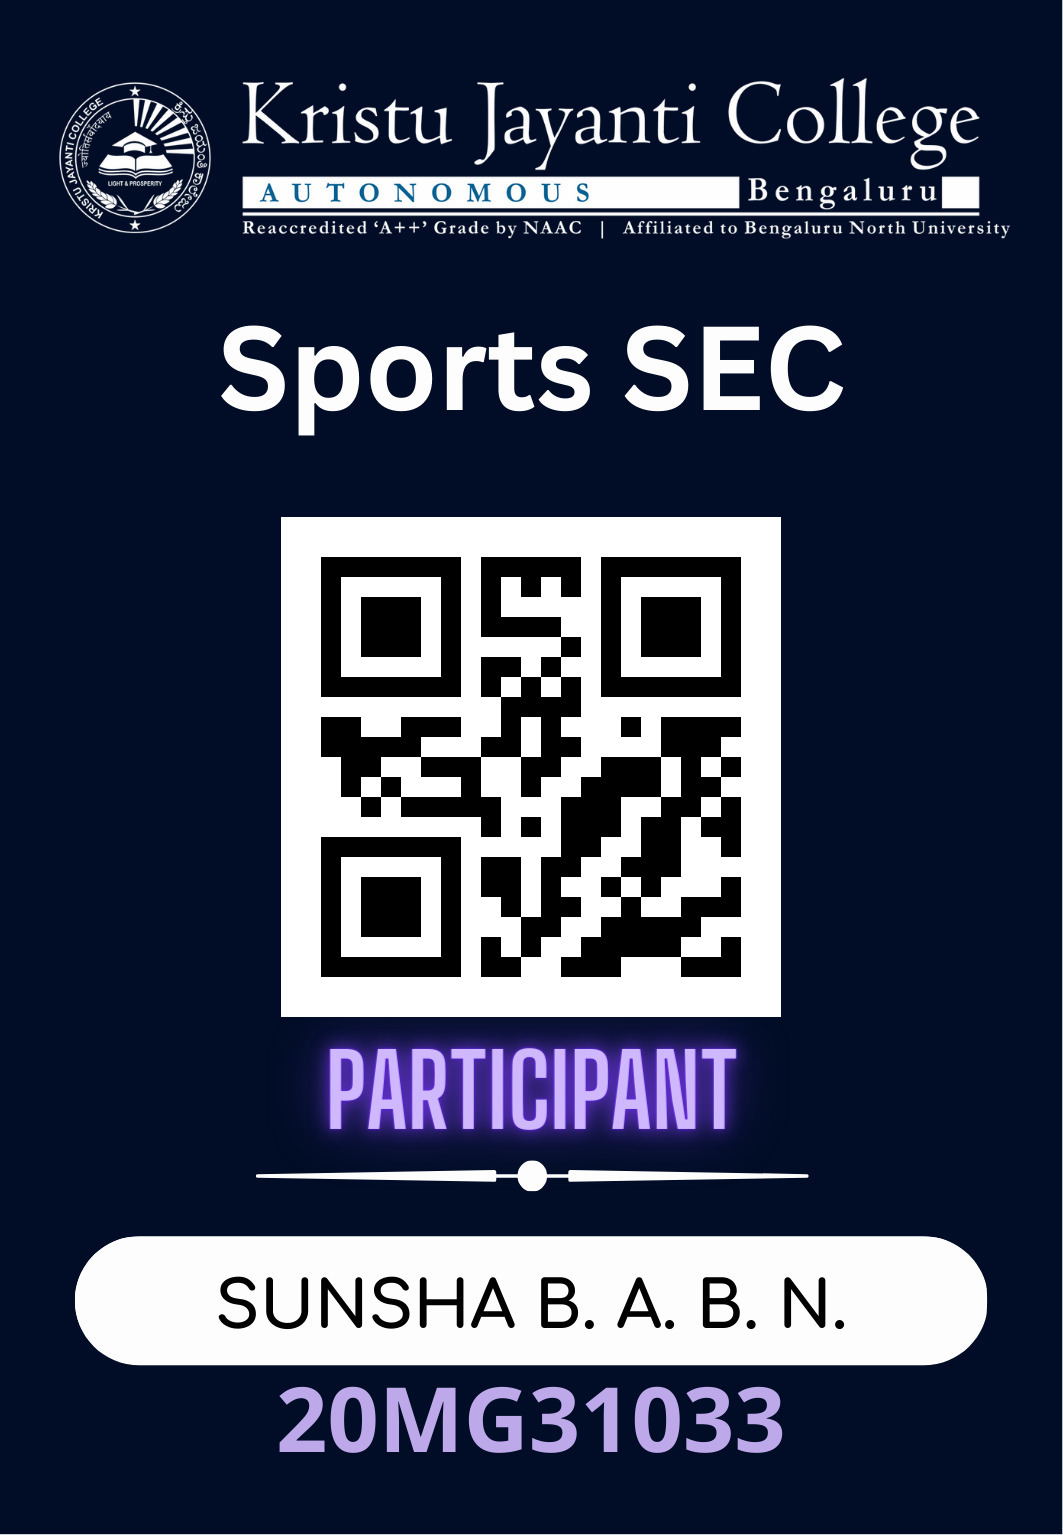 KRISTU JAYANTI COLLEGE
ಕ್ರಿಸ್ತು ಜಯಂತಿ ಕಾಲೇಜು
LIGHT & PROSPERITY
Kristu Jayanti College
AUTONOMOUS Bengaluru
Reaccredited ‘A++’ Grade by NAAC | Affiliated to Bengaluru North University
Sports SEC
PARTICIPANT
SUNSHA B. A. B. N.
20MG31033